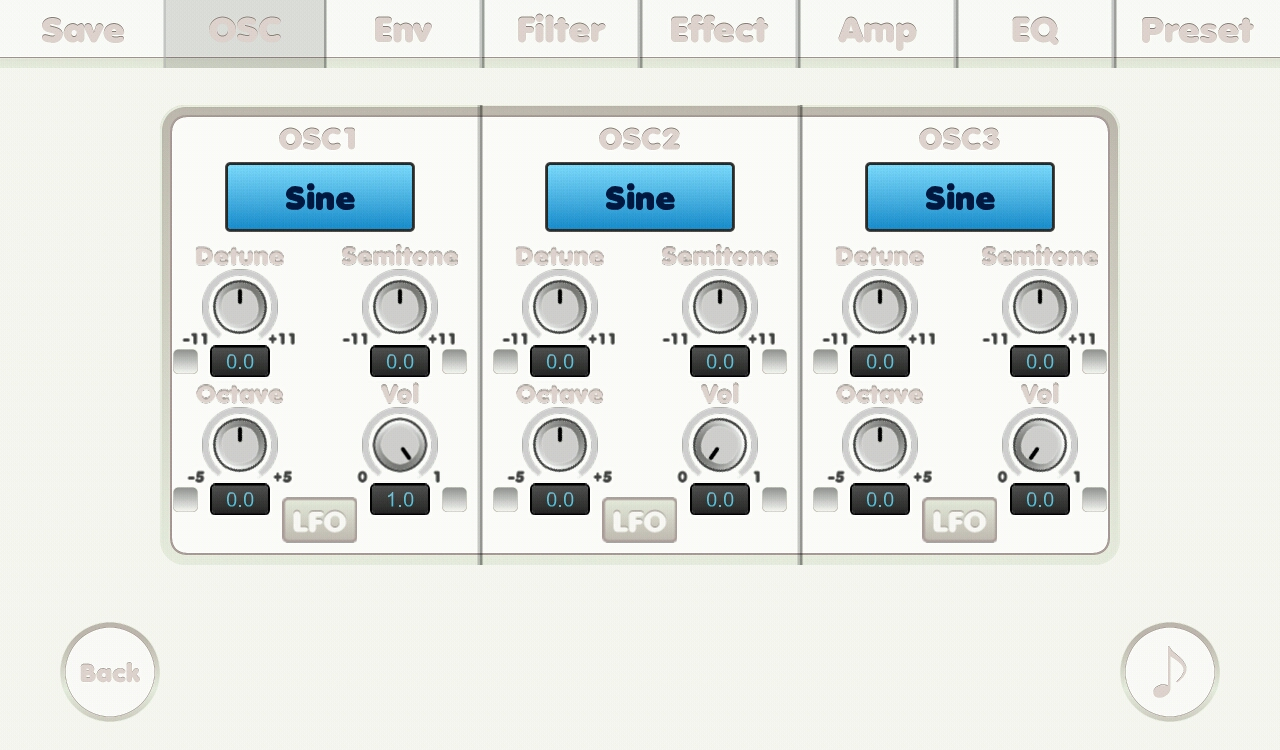 Save OSC Env Filter Effect Amp EQ Preset
OSC1 OSC2 OSC3
Sine Sine Sine
Detune Semitone Detune Semitone Detune Semitone
-11 +11 -11 +11 -11 +11 -11 +11 -11 +11 -11 +11
0.0 0.0 0.0 0.0 0.0 0.0
Octave Vol Octave Vol Octave Vol
-5 +5 0 1 -5 +5 0 1 -5 +5 0 1
0.0 1.0 0.0 0.0 0.0 0.0
LFO LFO LFO
Back